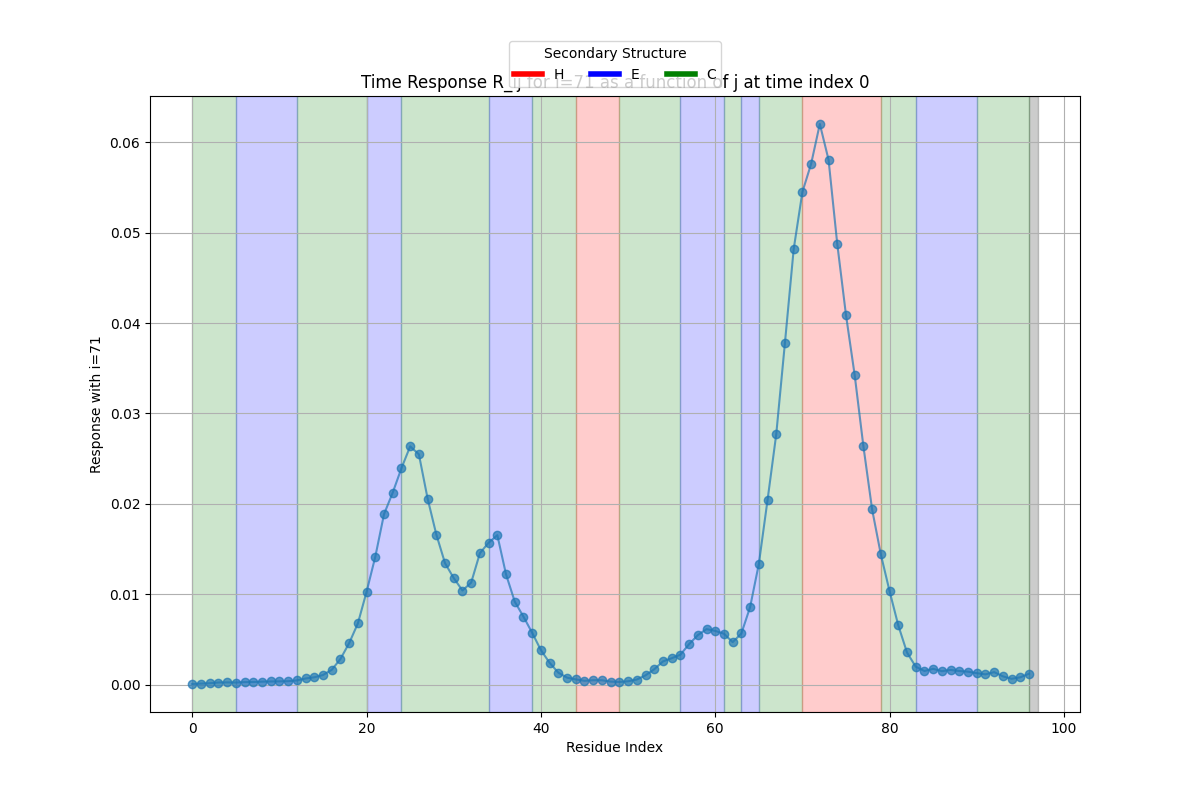 Secondary Structure
H E C
Time Response R_ij for i=71 as a function of j at time index 0
0.06
0.05
0.04
0.03
0.02
0.01
0.00
Response with i=71
0 20 40 60 80 100
Residue Index